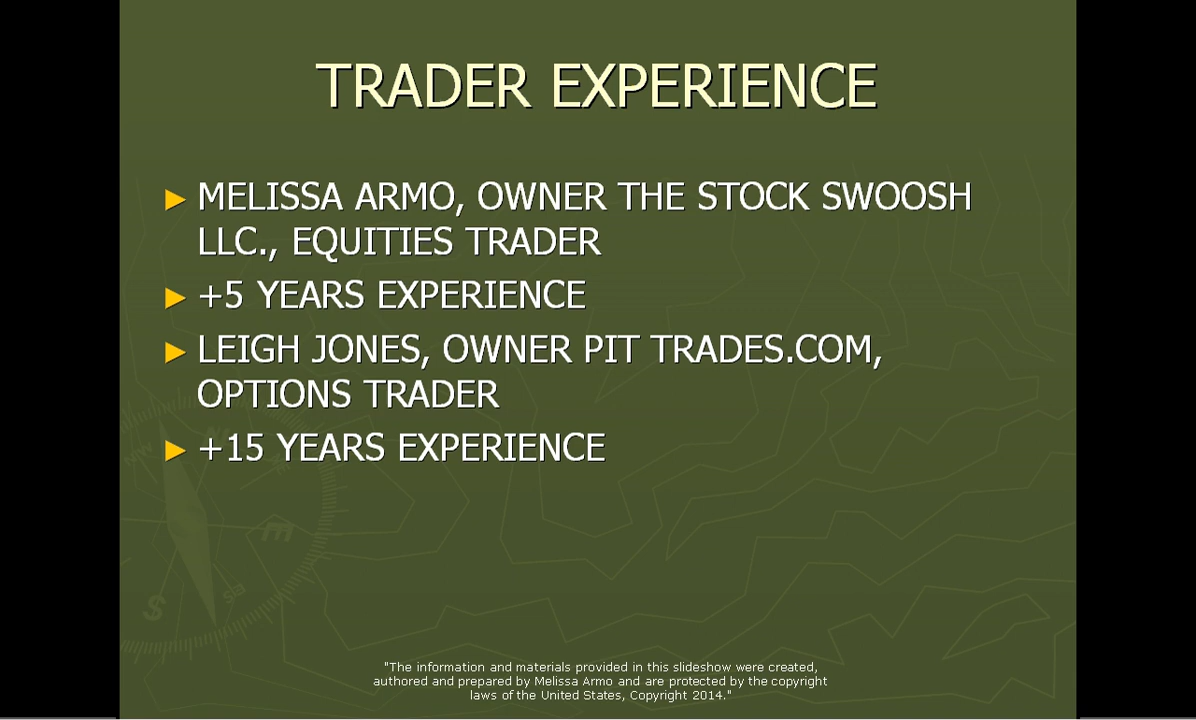 TRADER EXPERIENCE
► MELISSA ARMO, OWNER THE STOCK SWOOSH
LLC., EQUITIES TRADER
► +5 YEARS EXPERIENCE
► LEIGH JONES, OWNER PIT TRADES.COM,
OPTIONS TRADER
► +15 YEARS EXPERIENCE
E
SE
S
"The information and materials provided in this slideshow were created,
authored and prepared by Melissa Armo and are protected by the copyright
laws of the United States, Copyright 2014."